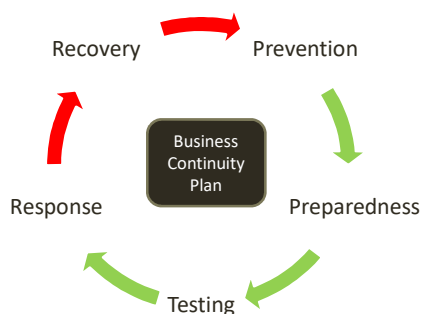 Recovery
Prevention
Business
Continuity
Plan
Response
Preparedness
Testing